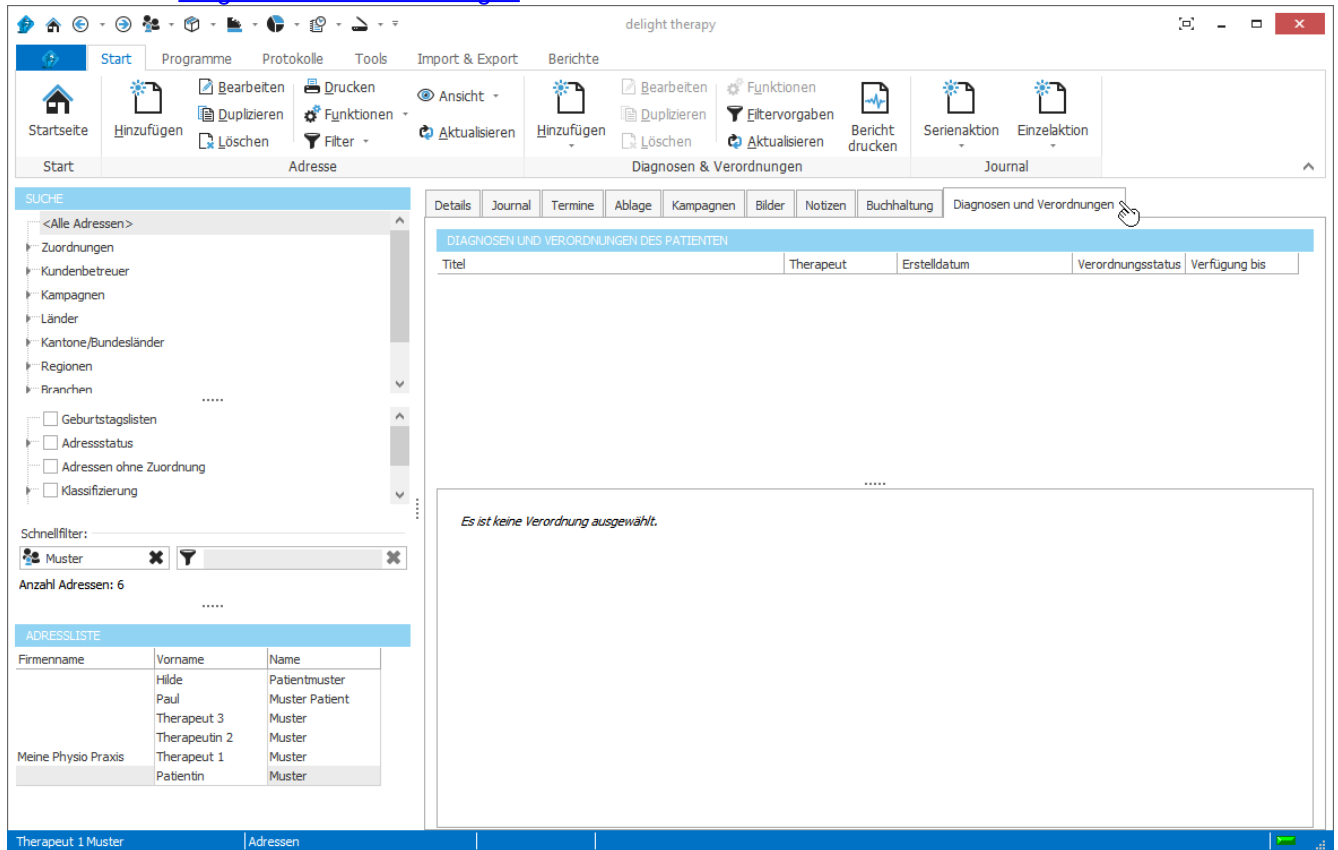 delight therapy
Start Programme Protokolle Tools Import & Export Berichte
Startseite
Hinzufügen
Bearbeiten
Duplizieren
Löschen
Drucken
Funktionen
Filter
Ansicht
Aktualisieren
Hinzufügen
Bearbeiten
Duplizieren
Löschen
Funktionen
Filtervorgaben
Aktualisieren
Bericht
drucken
Serienaktion
Einzelaktion
Start Adresse Diagnosen & Verordnungen Journal
SUCHE
<Alle Adressen>
Zuordnungen
Kundenbetreuer
Kampagnen
Länder
Kantone/Bundesländer
Regionen
Branchen
Geburtstagslisten
Adressstatus
Adressen ohne Zuordnung
Klassifizierung
Schnellfilter:
Muster
Anzahl Adressen: 6
ADRESSLISTE
Firmenname Vorname Name
Hilde Patientmuster
Paul Muster Patient
Therapeut 3 Muster
Therapeutin 2 Muster
Meine Physio Praxis Therapeut 1 Muster
Patientin Muster
Details Journal Termine Ablage Kampagnen Bilder Notizen Buchhaltung Diagnosen und Verordnungen
DIAGNOSEN UND VERORDNUNGEN DES PATIENTEN
Titel Therapeut Erstelldatum Verordnungsstatus Verfügung bis
Es ist keine Verordnung ausgewählt.
Therapeut 1 Muster Adressen